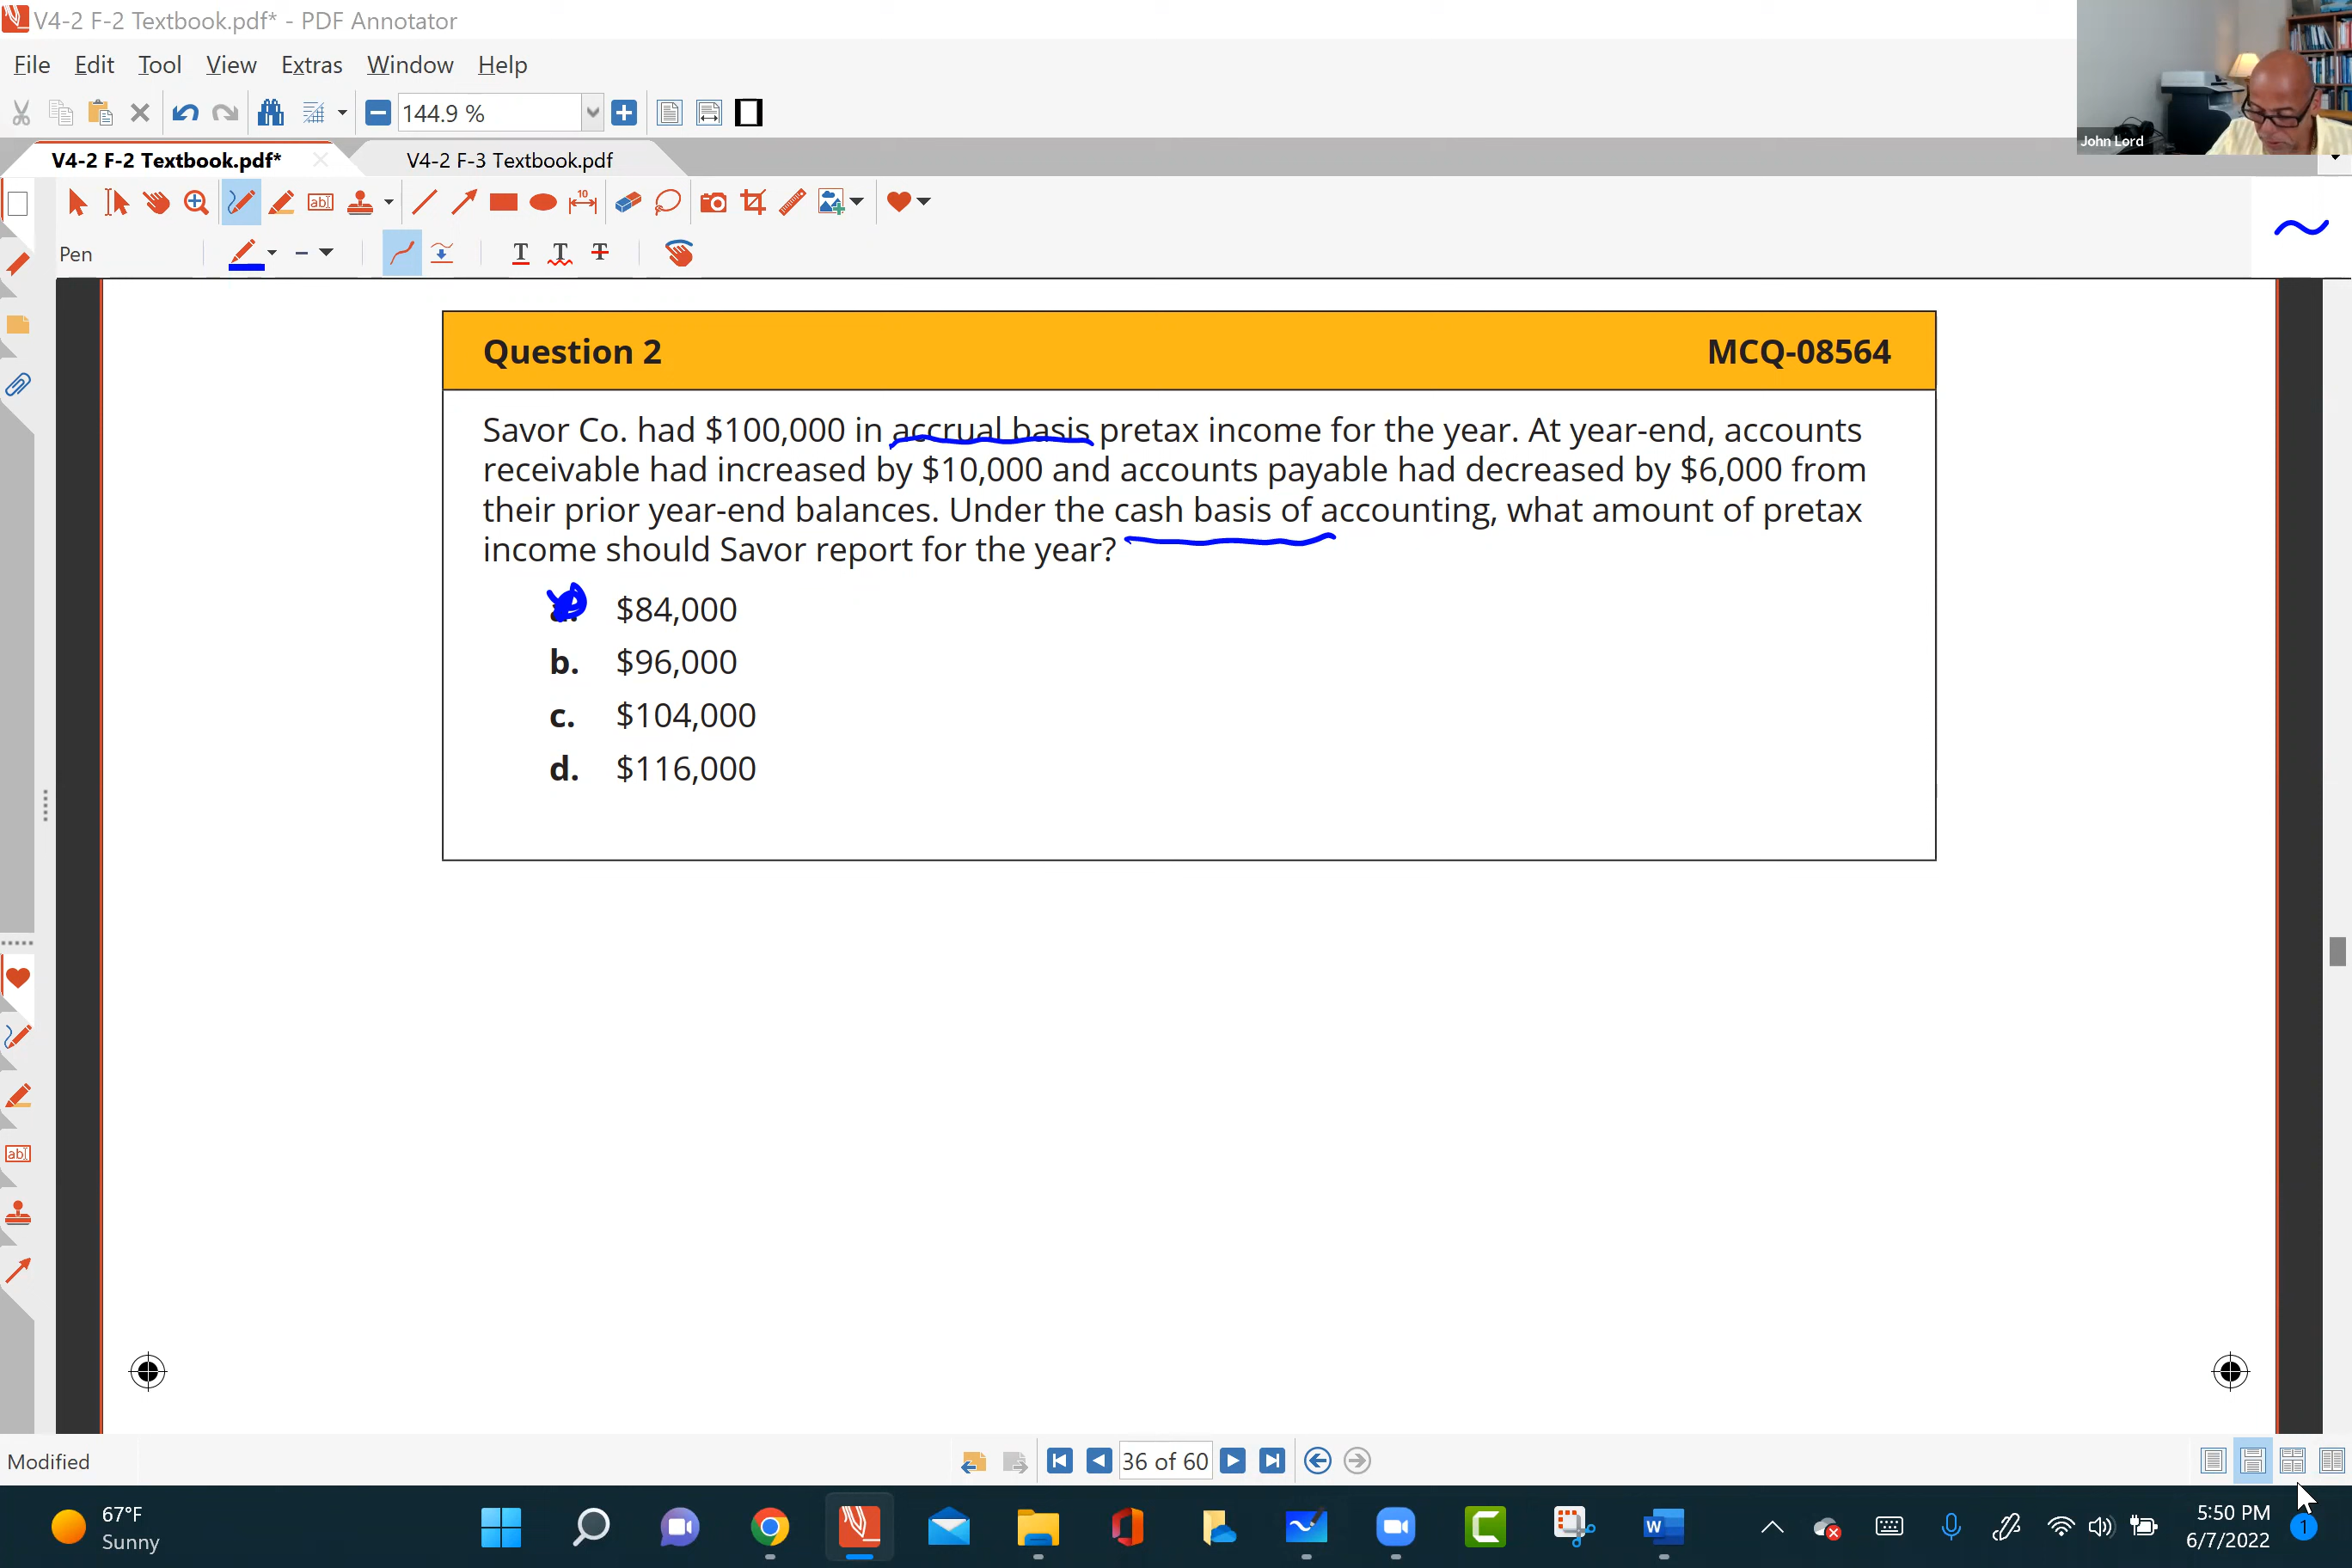 V4-2 F-2 Textbook.pdf* - PDF Annotator
File Edit Tool View Extras Window Help
144.9 %
John Lord
V4-2 F-2 Textbook.pdf*
V4-2 F-3 Textbook.pdf
Pen
Question 2 MCQ-08564
Savor Co. had $100,000 in accrual basis pretax income for the year. At year-end, accounts
receivable had increased by $10,000 and accounts payable had decreased by $6,000 from
their prior year-end balances. Under the cash basis of accounting, what amount of pretax
income should Savor report for the year?
$84,000
b. $96,000
c. $104,000
d. $116,000
Modified
36 of 60
67°F
Sunny
5:50 PM
6/7/2022
1